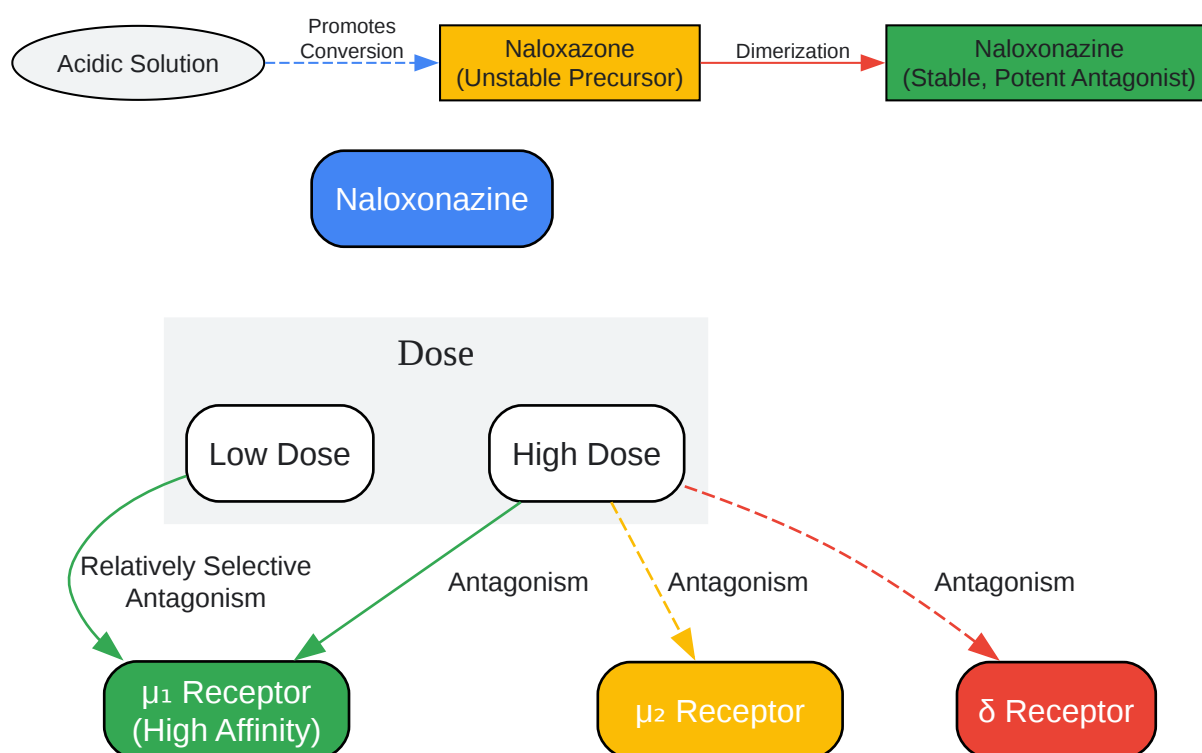 Promotes
Conversion
Acidic Solution
Naloxazone
(Unstable Precursor)
Dimerization
Naloxonazine
(Stable, Potent Antagonist)
Naloxonazine
Dose
Low Dose
High Dose
Relatively Selective
Antagonism
Antagonism
Antagonism
Antagonism
μ₁ Receptor
(High Affinity)
μ₂ Receptor
δ Receptor